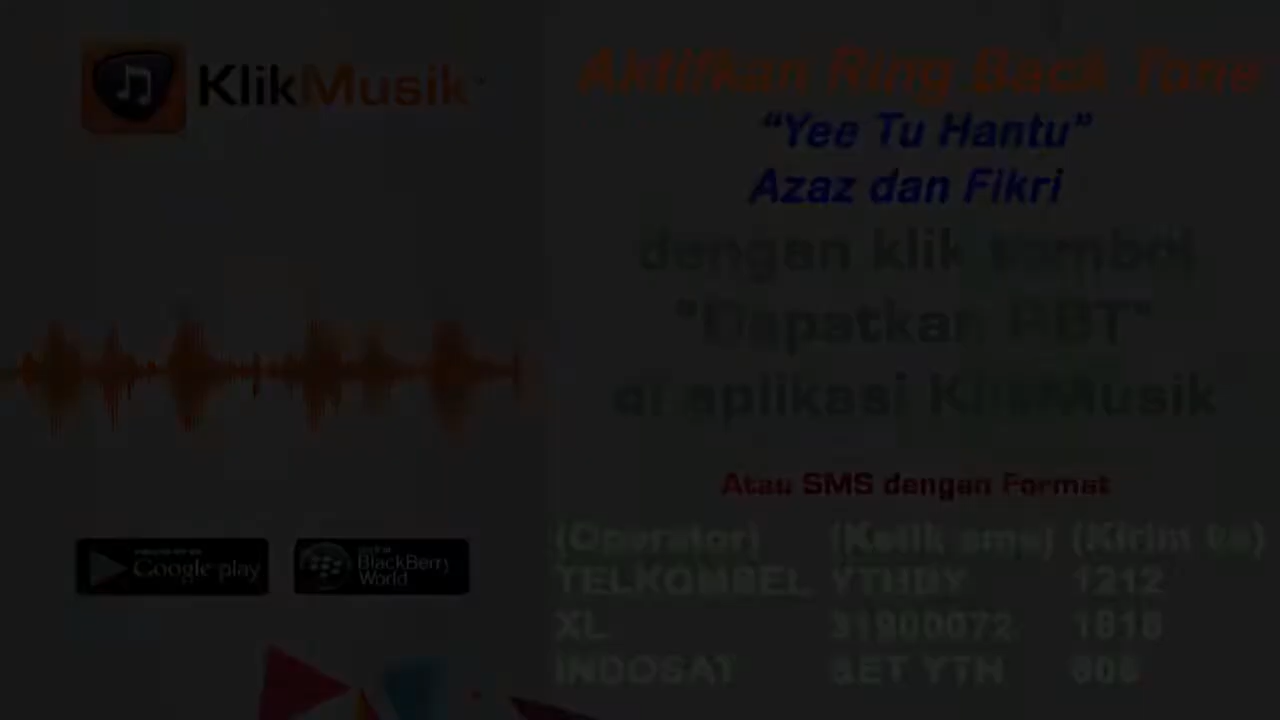 KlikMusik
Aktifkan Ring Back Tone
“Yee Tu Hantu”
Azaz dan Fikri
dengan klik tombol
"Dapatkan RBT"
di aplikasi KlikMusik
Atau SMS dengan Format
(Operator) (Ketik sms) (Kirim ke)
TELKOMSEL 1212
XL 31900072 1818
INDOSAT SET YTH 808
Google play
BlackBerry
World